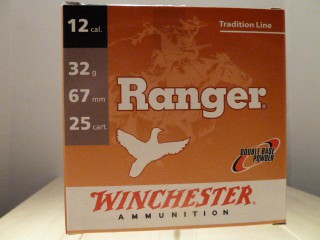 12 cal.
Tradition Line
32 g
67 mm
25 cart.
Ranger®
DOUBLE BASE
POWDER
WINCHESTER
AMMUNITION